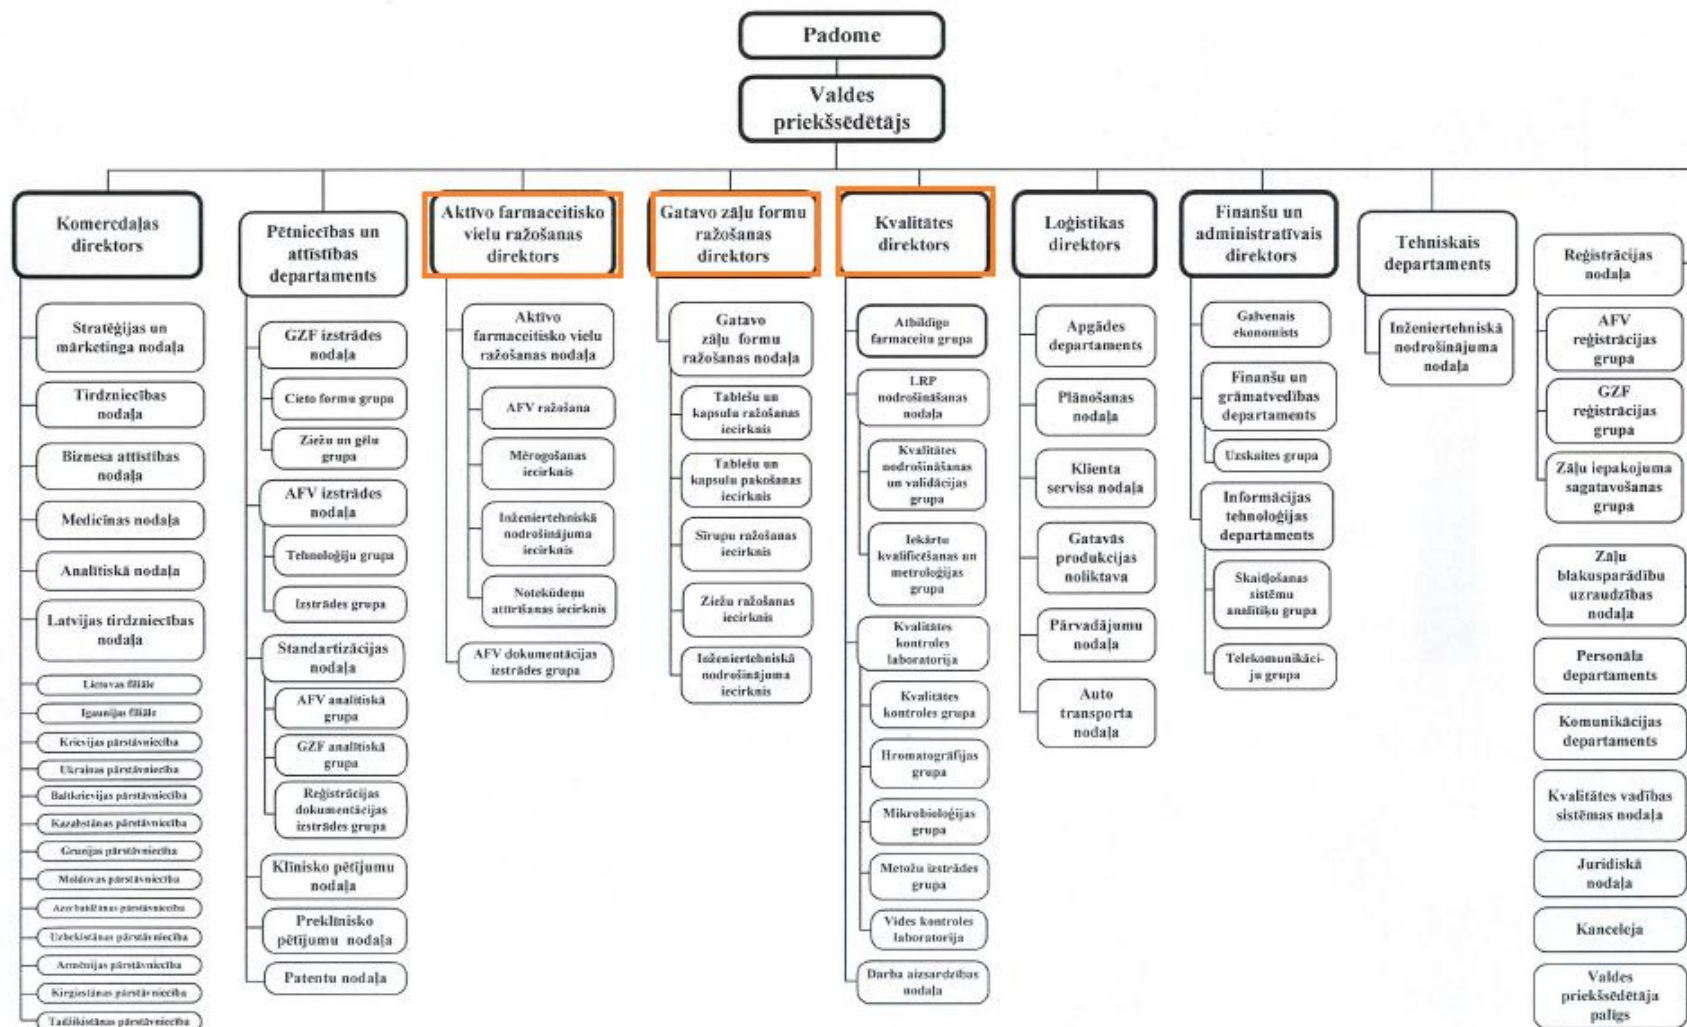 Padome
Valdes
priekšsēdētājs
Komercdaļas
direktors
Stratēģijas un
mārketinga nodaļa
Tirdzniecības
nodaļa
Biznesa attīstības
nodaļa
Medicīnas nodaļa
Analītiskā nodaļa
Latvijas tirdzniecības
nodaļa
Lietuvas filiāle
Igaunijas filiāle
Krievijas pārstāvniecība
Ukrainas pārstāvniecība
Baltkrievijas pārstāvniecība
Kazahstānas pārstāvniecība
Gruzijas pārstāvniecība
Moldovas pārstāvniecība
Azerbaidžānas pārstāvniecība
Uzbekistānas pārstāvniecība
Armēnijas pārstāvniecība
Kirgizstānas pārstāvniecība
Tadžikistānas pārstāvniecība
Pētniecības un
attīstības
departaments
GZF izstrādes
nodaļa
Cieto formu grupa
Ziežu un gēlu
grupa
AFV izstrādes
nodaļa
Tehnoloģiju grupa
Izstrādes grupa
Standartizācijas
nodaļa
AFV analītiskā
grupa
GZF analītiskā
grupa
Reģistrācijas
dokumentācijas
izstrādes grupa
Klīnisko pētījumu
nodaļa
Preklīnisko
pētījumu nodaļa
Patentu nodaļa
Aktīvo farmaceitisko
vielu ražošanas
direktors
Aktīvo
farmaceitisko vielu
ražošanas nodaļa
AFV ražošana
Mērogošanas
iecirknis
Inženiertehniskā
nodrošinājuma
iecirknis
Notekūdeņu
attīrīšanas iecirknis
AFV dokumentācijas
izstrādes grupa
Gatavo zāļu formu
ražošanas
direktors
Gatavo
zāļu formu
ražošanas nodaļa
Tablešu un
kapsulu ražošanas
iecirknis
Tablešu un
kapsulu pakošanas
iecirknis
Sīrupu ražošanas
iecirknis
Ziežu ražošanas
iecirknis
Inženiertehniskā
nodrošinājuma
iecirknis
Kvalitātes
direktors
Atbildīgo
farmaceitu grupa
LRP
nodrošināšanas
nodaļa
Kvalitātes
nodrošināšanas
un validācijas
grupa
Iekārtu
kvalificēšanas un
metroloģijas
grupa
Kvalitātes
kontroles
laboratorija
Kvalitātes
kontroles grupa
Hromatogrāfijas
grupa
Mikrobioloģijas
grupa
Metožu izstrādes
grupa
Vides kontroles
laboratorija
Darba aizsardzības
nodaļa
Loģistikas
direktors
Apgādes
departaments
Plānošanas
nodaļa
Klienta
servisa nodaļa
Gatavās
produkcijas
noliktava
Pārvadājumu
nodaļa
Auto
transporta
nodaļa
Finanšu un
administratīvais
direktors
Galvenais
ekonomists
Finanšu un
grāmatvedības
departaments
Uzskaites grupa
Informācijas
tehnoloģijas
departaments
Skaitļošanas
sistēmu
analītiķu grupa
Telekomunikāci-
ju grupa
Tehniskais
departaments
Inženiertehniskā
nodrošinājuma
nodaļa
Reģistrācijas
nodaļa
AFV
reģistrācijas
grupa
GZF
reģistrācijas
grupa
Zāļu iepakojuma
sagatavošanas
grupa
Zāļu
blakusparādību
uzraudzības
nodaļa
Personāla
departaments
Komunikācijas
departaments
Kvalitātes vadības
sistēmas nodaļa
Juridiskā
nodaļa
Kanceleja
Valdes
priekšsēdētāja
palīgs